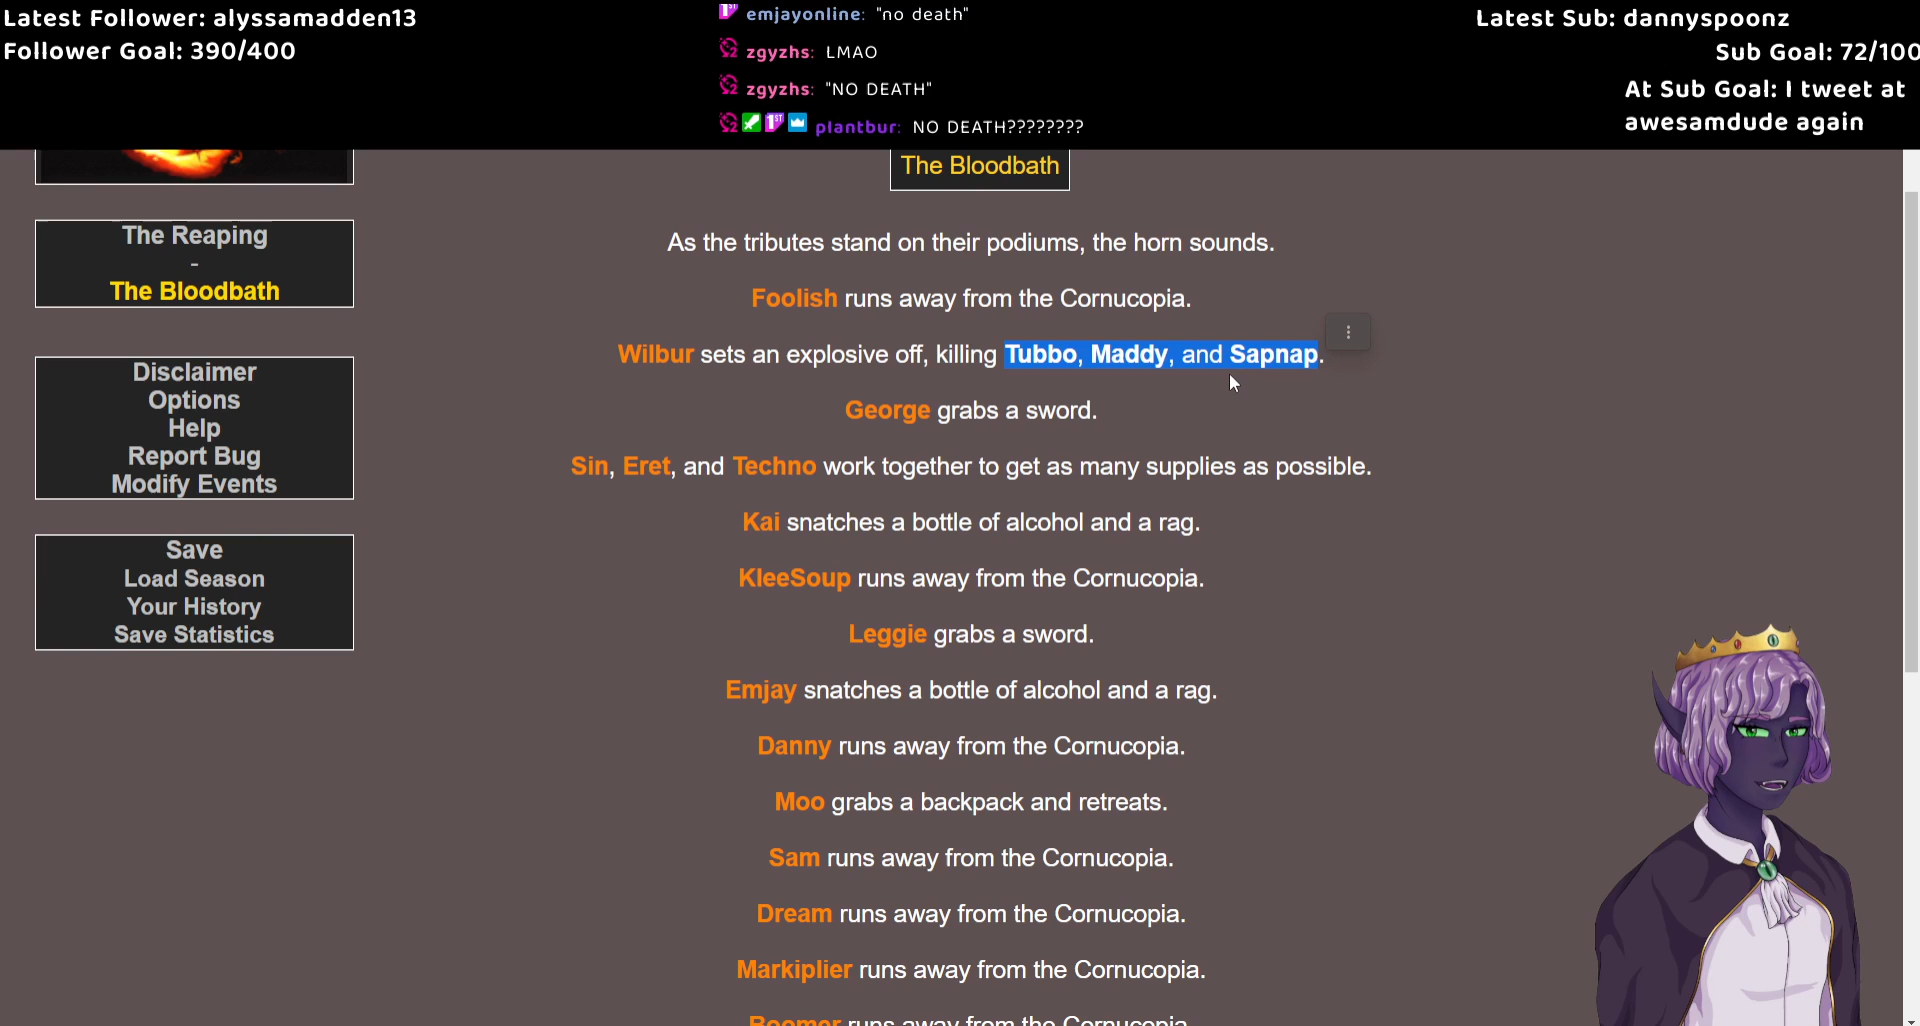 Latest Follower: alyssamadden13
Follower Goal: 390/400
emjayonline: "no death"
zgyzhs: LMAO
zgyzhs: "NO DEATH"
plantbur: NO DEATH????????
Latest Sub: dannyspoonz
Sub Goal: 72/100
At Sub Goal: I tweet at
awesamdude again
The Reaping
-
The Bloodbath
Disclaimer
Options
Help
Report Bug
Modify Events
Save
Load Season
Your History
Save Statistics
The Bloodbath
As the tributes stand on their podiums, the horn sounds.
Foolish runs away from the Cornucopia.
Wilbur sets an explosive off, killing Tubbo, Maddy, and Sapnap.
George grabs a sword.
Sin, Eret, and Techno work together to get as many supplies as possible.
Kai snatches a bottle of alcohol and a rag.
KleeSoup runs away from the Cornucopia.
Leggie grabs a sword.
Emjay snatches a bottle of alcohol and a rag.
Danny runs away from the Cornucopia.
Moo grabs a backpack and retreats.
Sam runs away from the Cornucopia.
Dream runs away from the Cornucopia.
Markiplier runs away from the Cornucopia.
runs away from the Cornucopia.